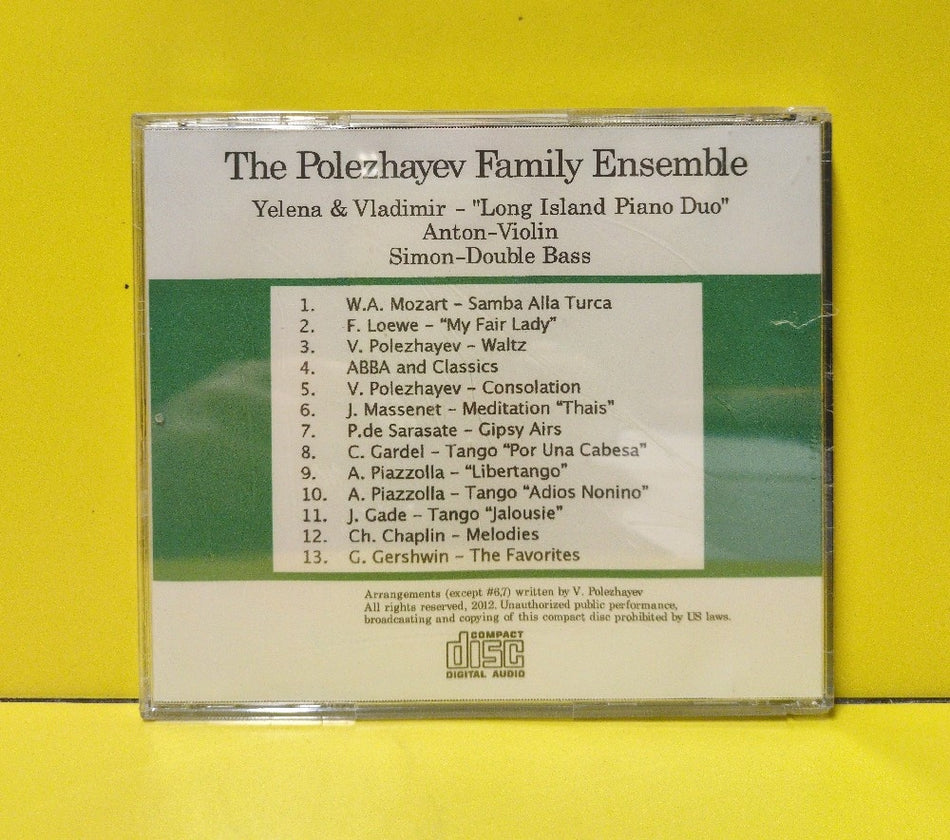 The Polezhayev Family Ensemble
Yelena & Vladimir - "Long Island Piano Duo"
Anton-Violin
Simon-Double Bass
1. W.A. Mozart – Samba Alla Turca
2. F. Loewe – “My Fair Lady”
3. V. Polezhayev – Waltz
4. ABBA and Classics
5. V. Polezhayev – Consolation
6. J. Massenet – Meditation “Thais”
7. P.de Sarasate – Gipsy Airs
8. C. Gardel – Tango “Por Una Cabesa”
9. A. Piazzolla – “Libertango”
10. A. Piazzolla – Tango “Adios Nonino”
11. J. Gade – Tango “Jalousie”
12. Ch. Chaplin – Melodies
13. G. Gershwin – The Favorites
Arrangements (except #6,7) written by V. Polezhayev
All rights reserved, 2012. Unauthorized public performance,
broadcasting and copying of this compact disc prohibited by US laws.
COMPACT
disc
DIGITAL AUDIO